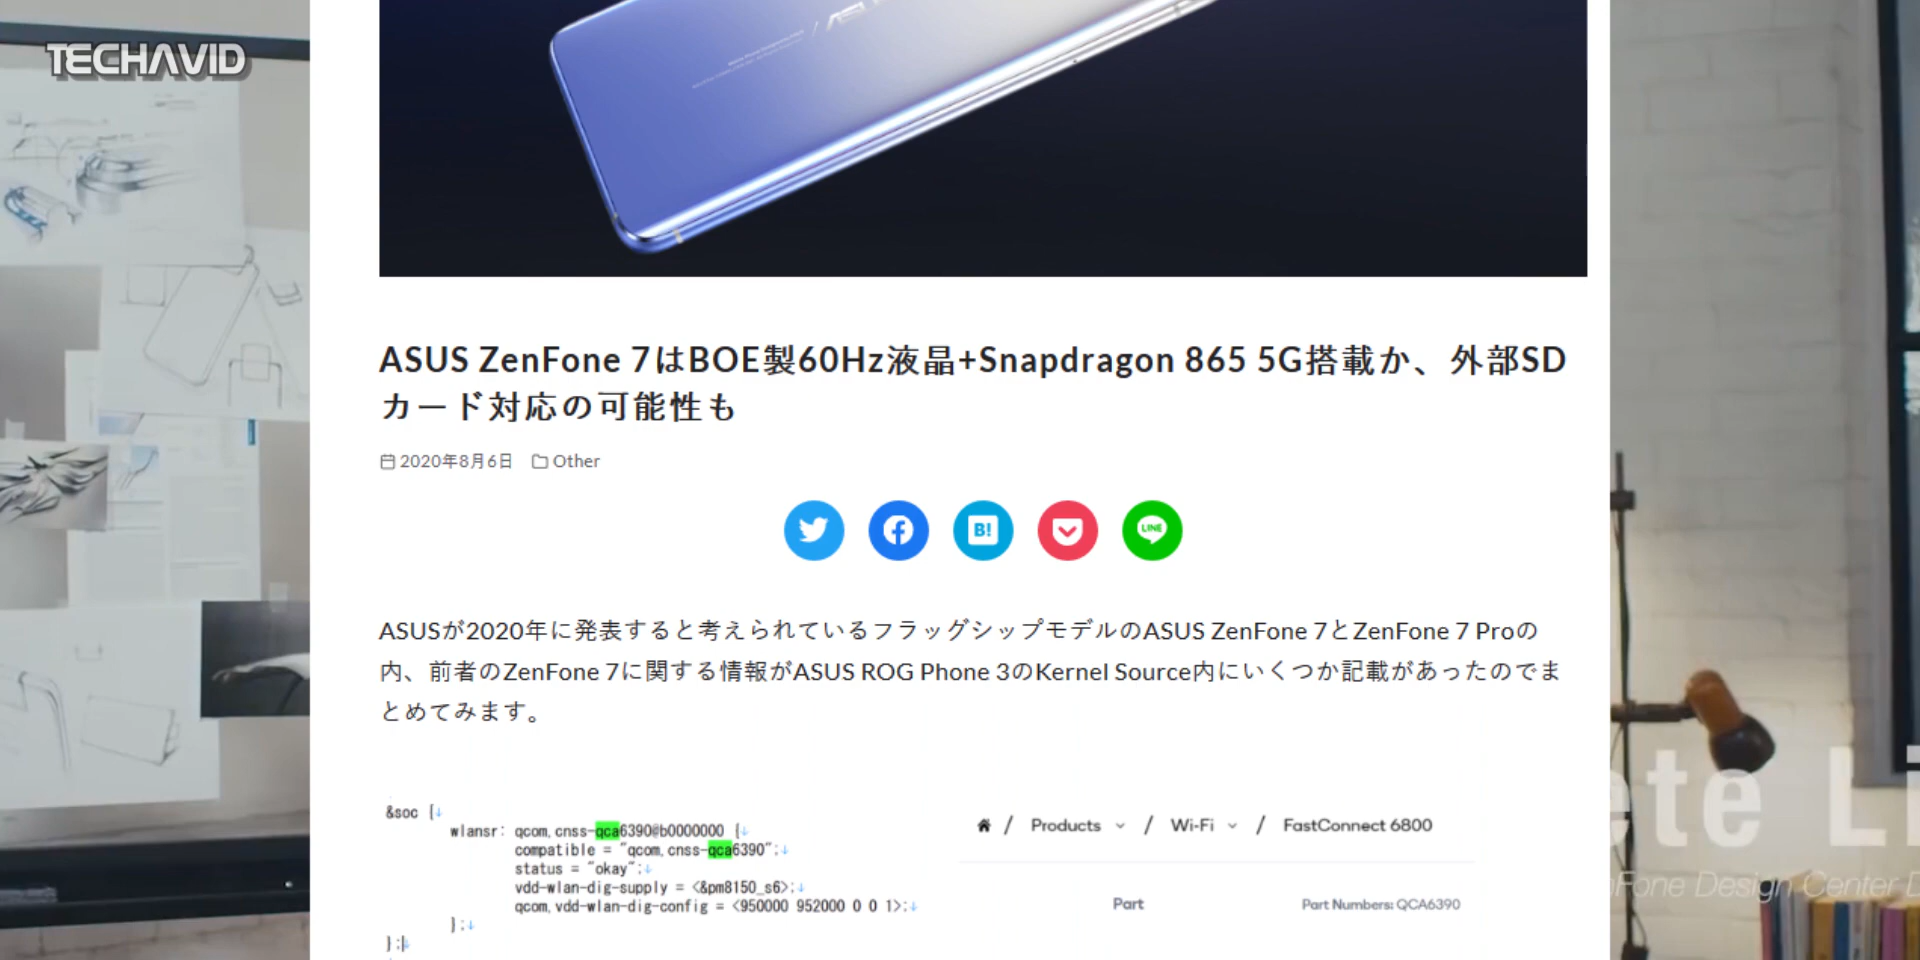 TECHAVID
ASUS ZenFone 7はBOE製60Hz液晶+Snapdragon 865 5G搭載か、外部SD
カード対応の可能性も
2020年8月6日 Other
B!
LINE
ASUSが2020年に発表すると考えられているフラッグシップモデルのASUS ZenFone 7とZenFone 7 Proの
内、前者のZenFone 7に関する情報がASUS ROG Phone 3のKernel Source内にいくつか記載があったのでま
とめてみます。
&soc {↓
wlansr: qcom,cnss-qca6390@b0000000 {↓
compatible = "qcom,cnss-qca6390";↓
status = "okay";↓
vdd-wlan-dig-supply = <&pm8150_s6>;↓
qcom,vdd-wlan-dig-config = <950000 952000 0 0 1>;↓
};↓
};↓
/ Products / Wi-Fi / FastConnect 6800
Part Part Numbers: QCA6390
ete Li
Fone Design Center D